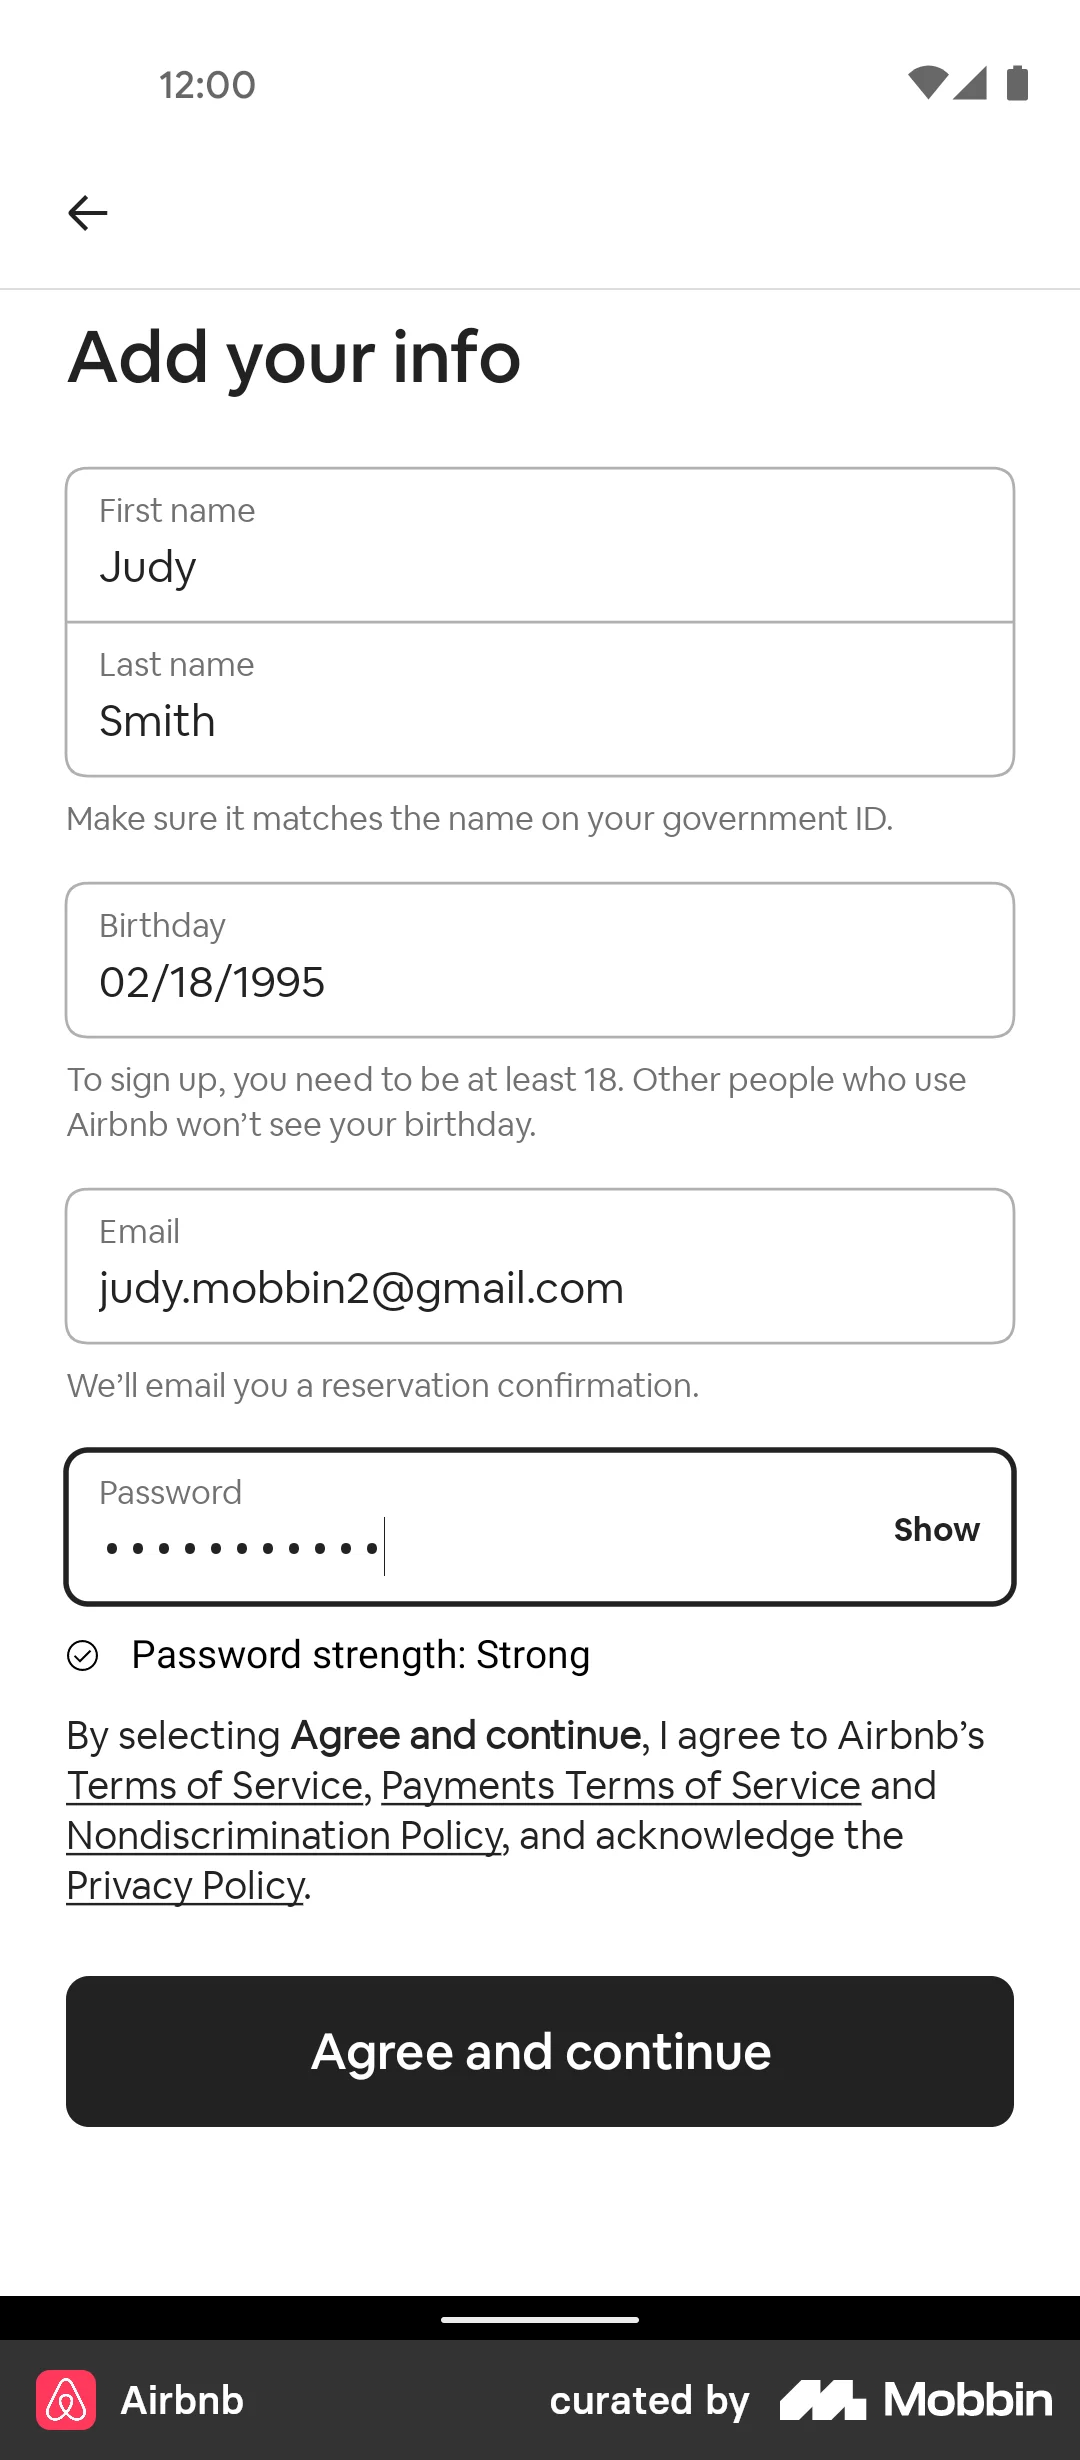 12:00
Add your info
First name
Judy
Last name
Smith
Make sure it matches the name on your government ID.
Birthday
02/18/1995
To sign up, you need to be at least 18. Other people who use
Airbnb won’t see your birthday.
Email
judy.mobbin2@gmail.com
We’ll email you a reservation confirmation.
Password
•••••••••••
Show
Password strength: Strong
By selecting Agree and continue, I agree to Airbnb’s
Terms of Service, Payments Terms of Service and
Nondiscrimination Policy, and acknowledge the
Privacy Policy.
Agree and continue
Airbnb
curated by Mobbin